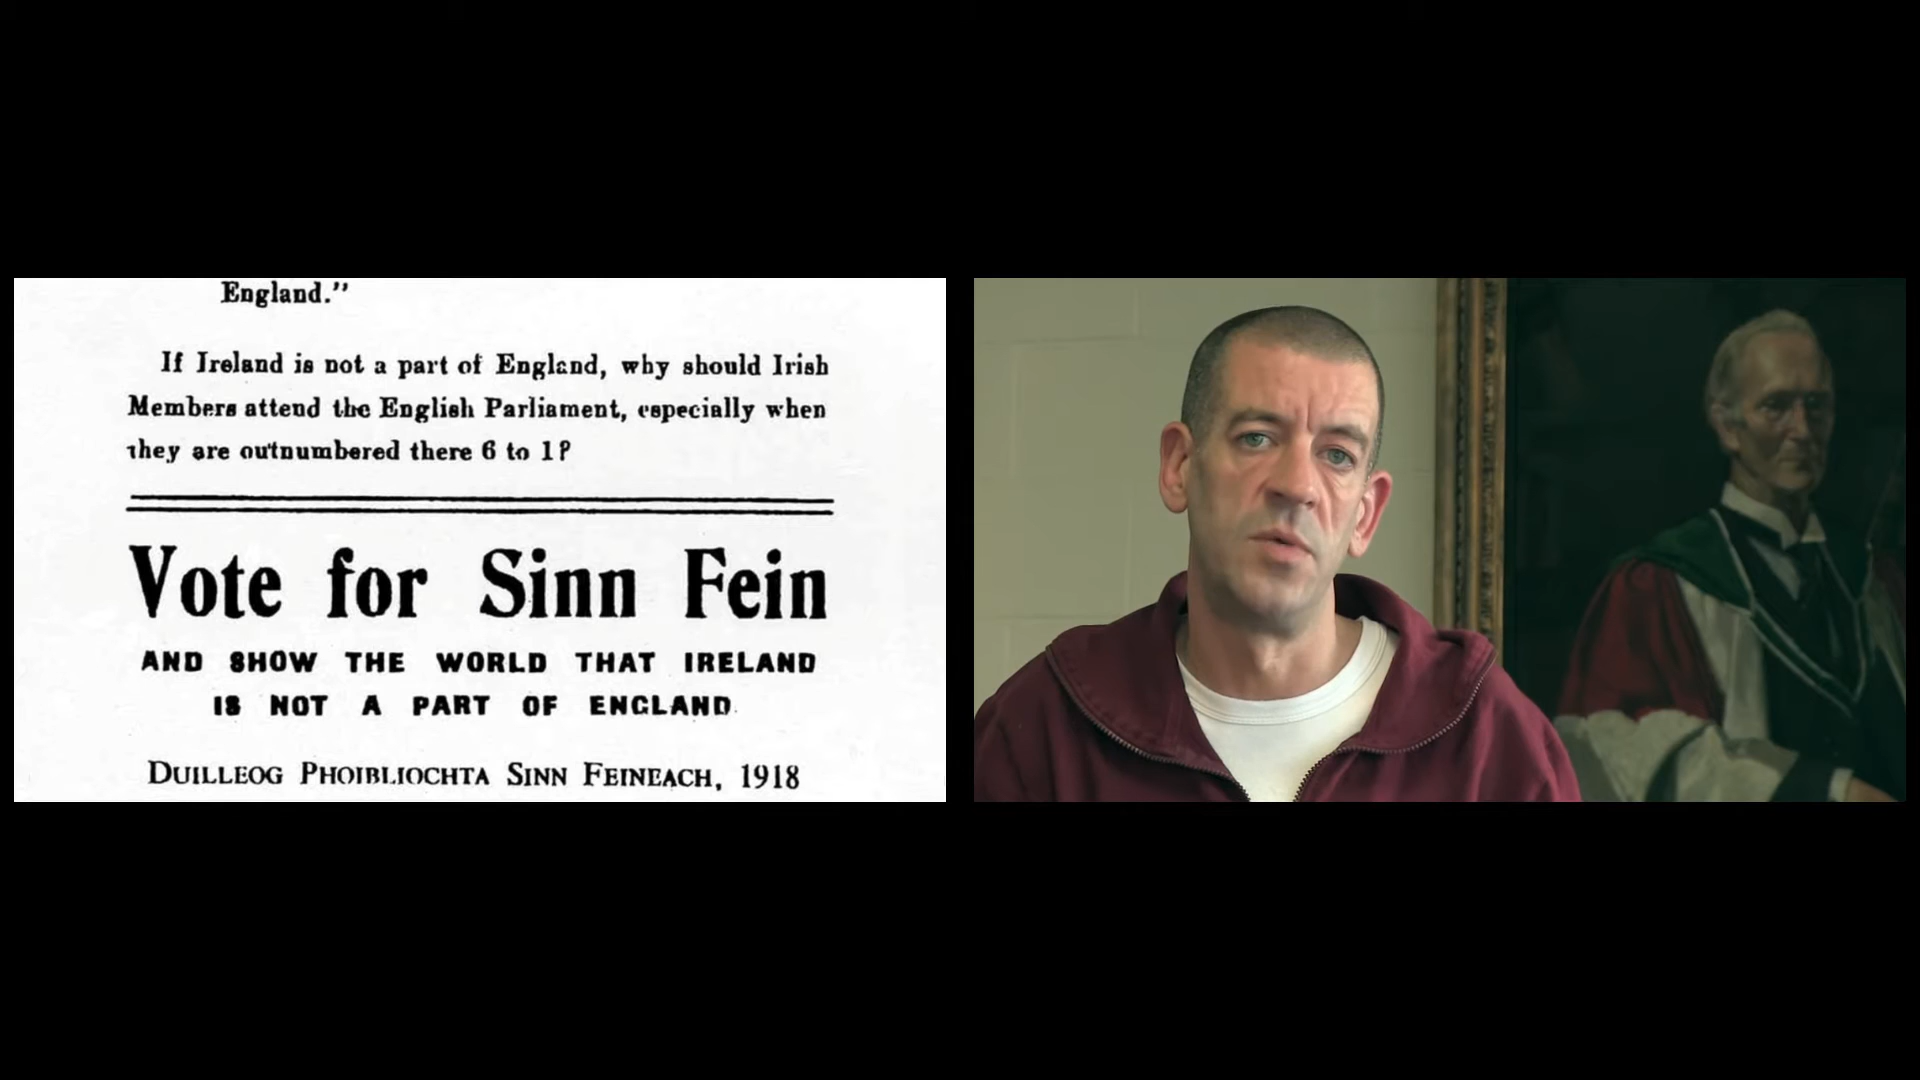 England."
If Ireland is not a part of England, why should Irish
Members attend the English Parliament, especially when
they are outnumbered there 6 to 1?
Vote for Sinn Fein
AND SHOW THE WORLD THAT IRELAND
IS NOT A PART OF ENGLAND.
DUILLEOG PHOIBLIOCHTA SINN FEINEACH, 1918